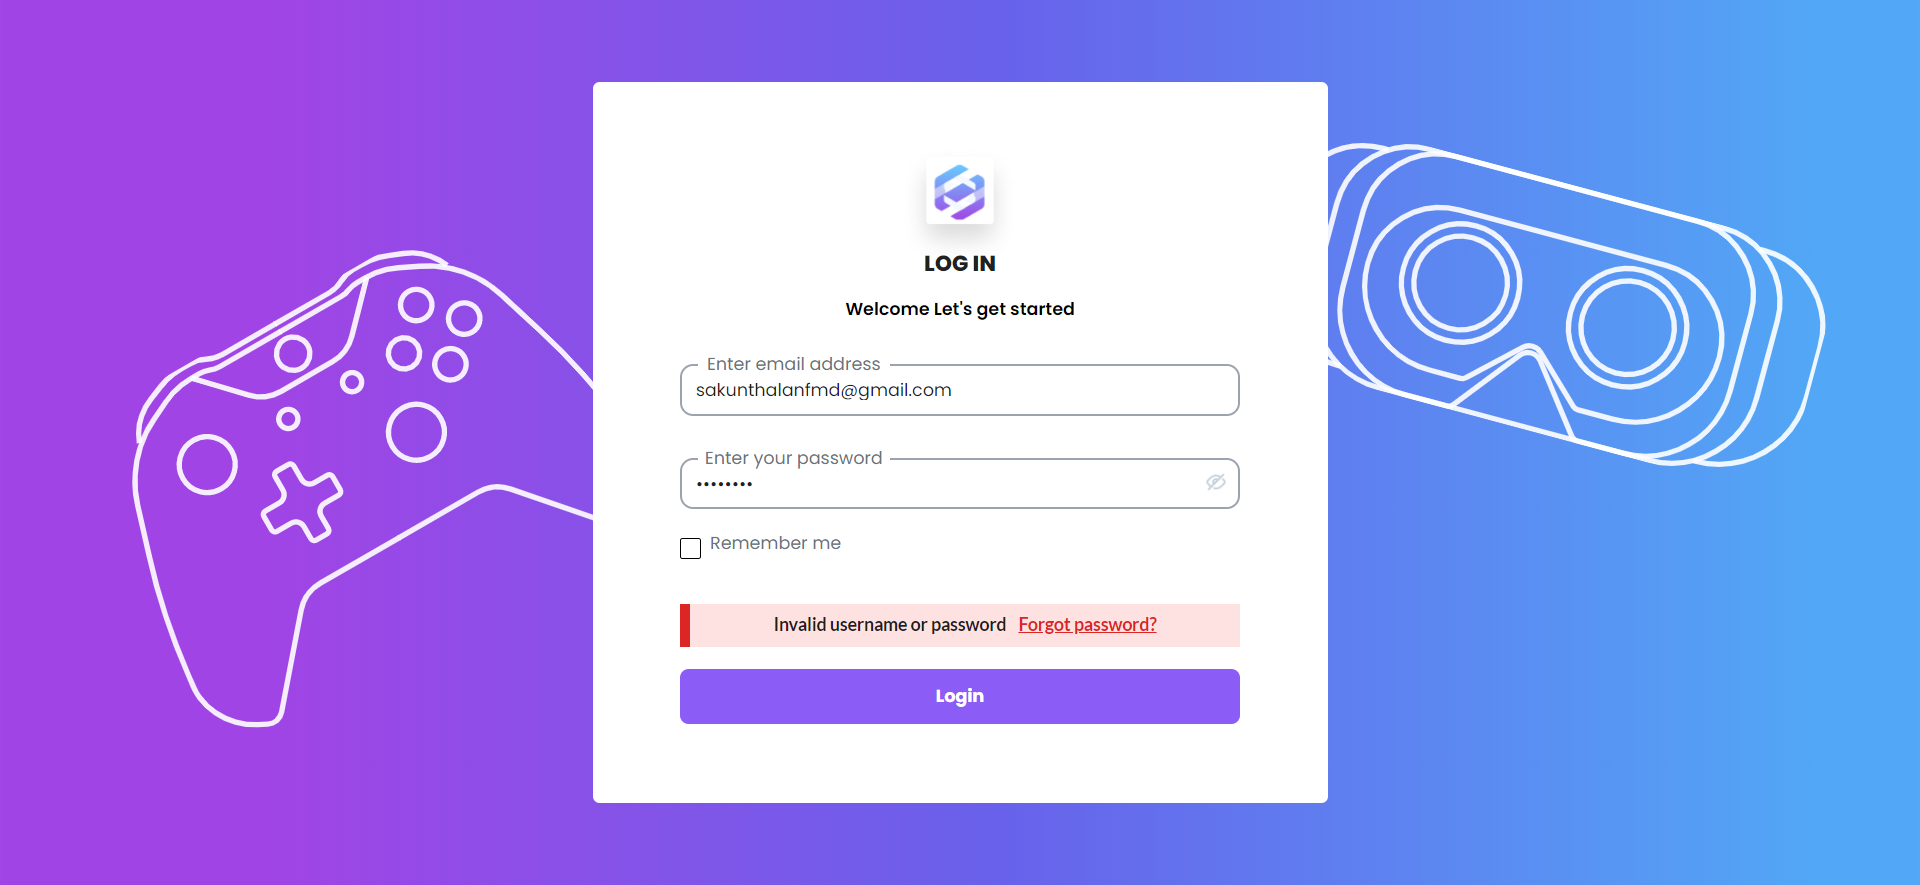 LOG IN
Welcome Let's get started
Enter email address
sakunthalanfmd@gmail.com
Enter your password
••••••••
Remember me
Invalid username or password Forgot password?
Login